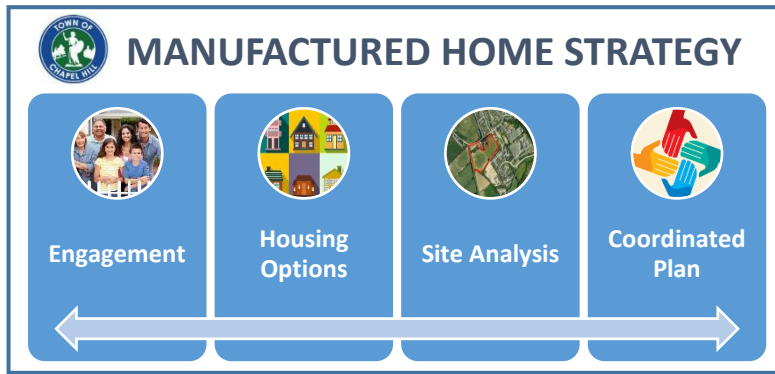 TOWN OF
CHAPEL HILL
MANUFACTURED HOME STRATEGY
Engagement
Housing
Options
Site Analysis
Coordinated
Plan